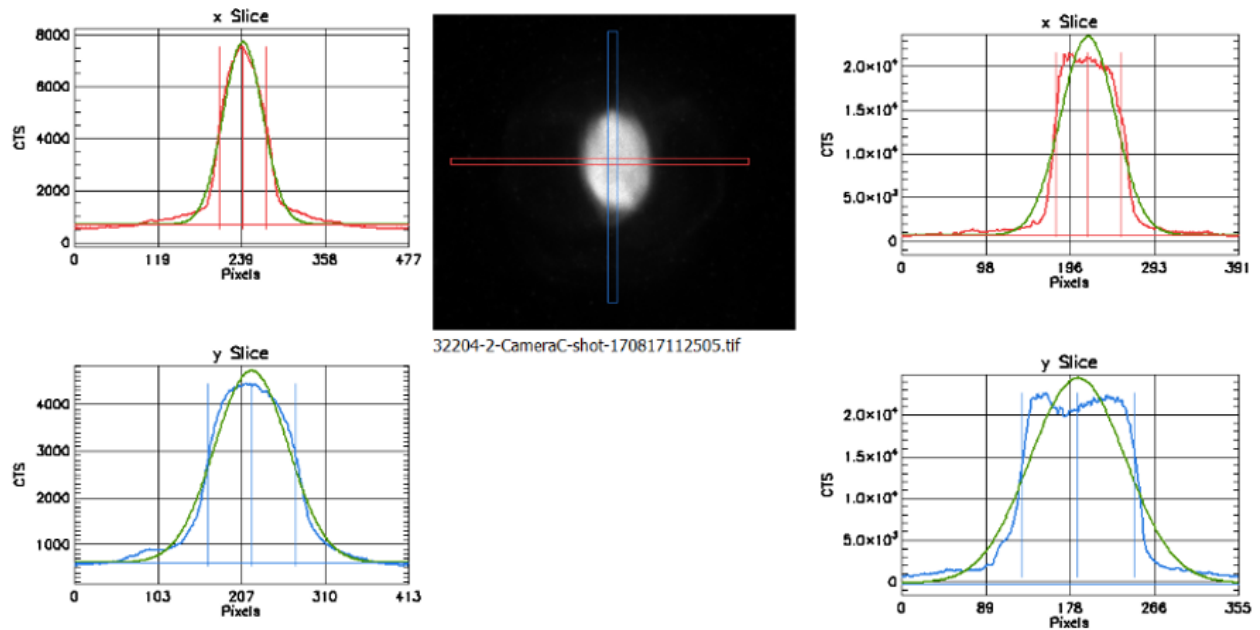 x Slice
8000
6000
4000
2000
0
CTS
0 119 239 358 477
Pixels
32204-2-CameraC-shot-170817112505.tif
y Slice
4000
3000
2000
1000
CTS
0 103 207 310 413
Pixels
x Slice
2.0×10⁴
1.5×10⁴
1.0×10⁴
5.0×10³
0
CTS
0 98 196 293 391
Pixels
y Slice
2.0×10⁴
1.5×10⁴
1.0×10⁴
5.0×10³
0
CTS
0 89 178 266 355
Pixels